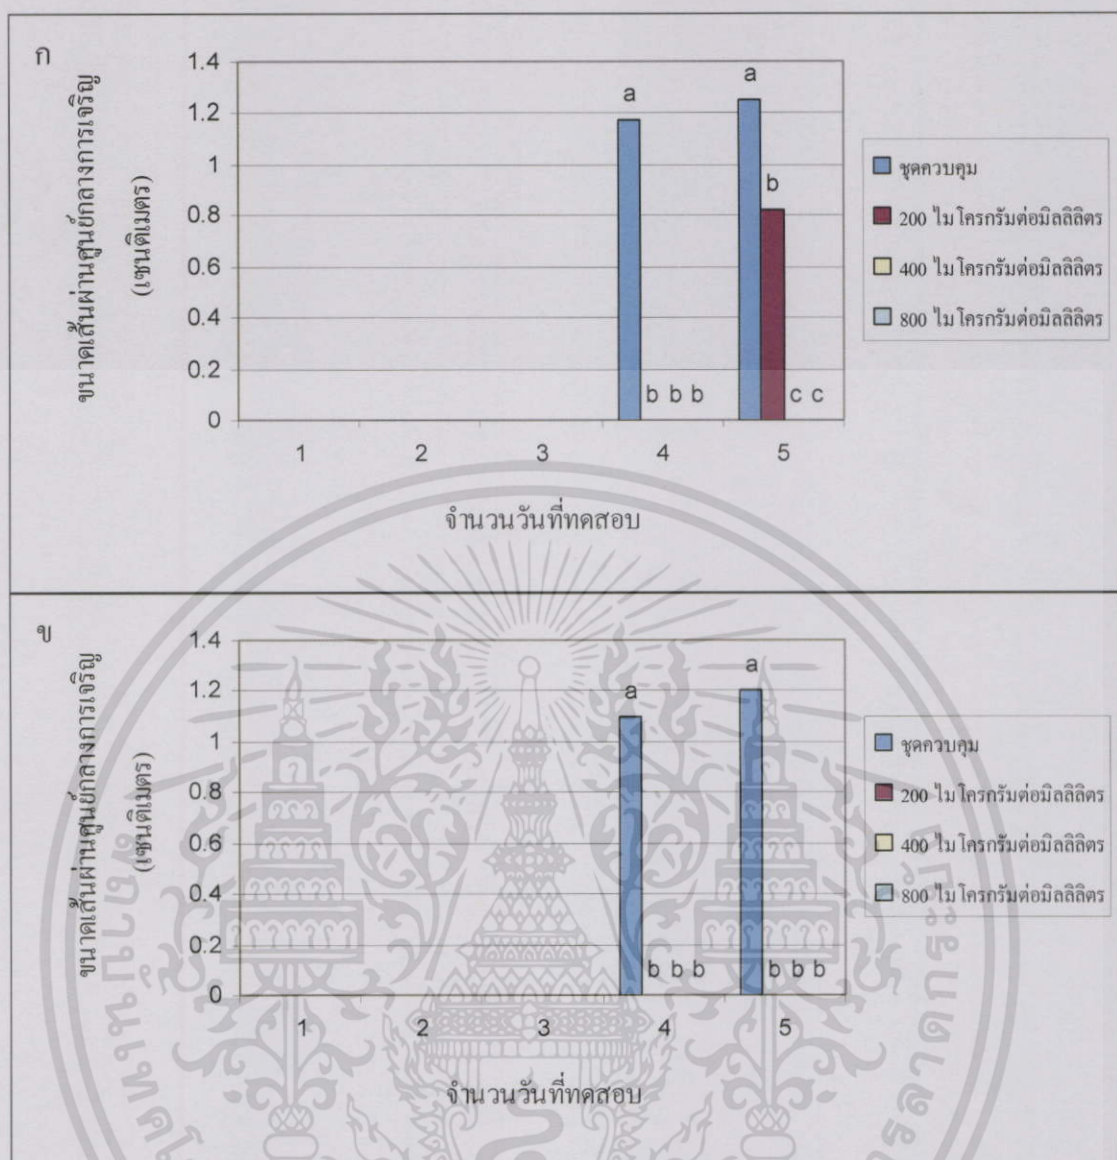 ก
ขนาดเส้นผ่านศูนย์กลางการเจริญ
(เซนติเมตร)
1.4
1.2
1
0.8
0.6
0.4
0.2
0
a
b b b
a
b
c c
1 2 3 4 5
จำนวนวันที่ทดสอบ
ชุดควบคุม
200 ไมโครกรัมต่อมิลลิลิตร
400 ไมโครกรัมต่อมิลลิลิตร
800 ไมโครกรัมต่อมิลลิลิตร
ข
ขนาดเส้นผ่านศูนย์กลางการเจริญ
(เซนติเมตร)
1.4
1.2
1
0.8
0.6
0.4
0.2
0
a
b b b
a
b b b
1 2 3 4 5
จำนวนวันที่ทดสอบ
ชุดควบคุม
200 ไมโครกรัมต่อมิลลิลิตร
400 ไมโครกรัมต่อมิลลิลิตร
800 ไมโครกรัมต่อมิลลิลิตร